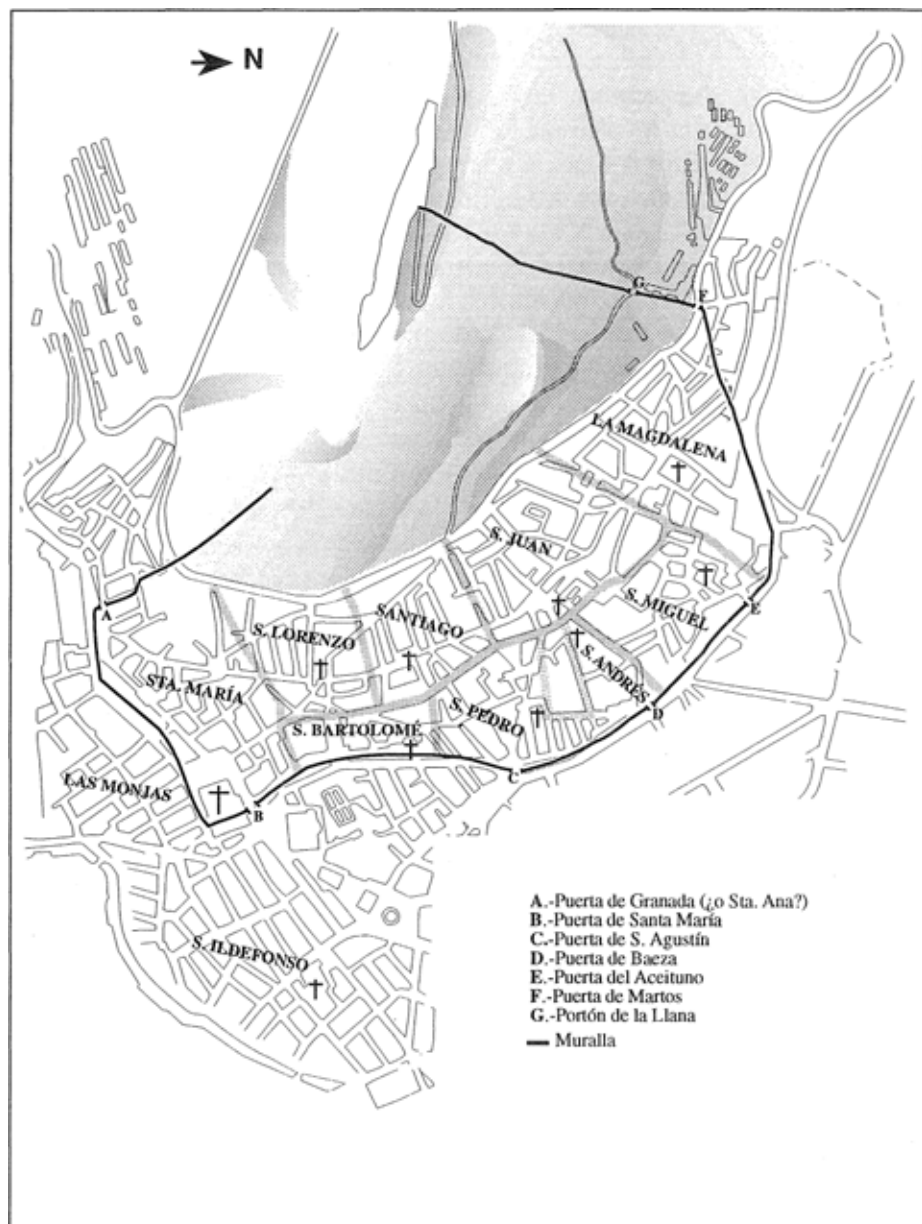 N
G
F
LA MAGDALENA
S. JUAN
S. MIGUEL
E
A
S. LORENZO
SANTIAGO
S. ANDRÉS
STA. MARÍA
S. PEDRO
D
S. BARTOLOMÉ
C
LAS MONJAS
B
S. ILDEFONSO
A.-Puerta de Granada (¿o Sta. Ana?)
B.-Puerta de Santa María
C.-Puerta de S. Agustín
D.-Puerta de Baeza
E.-Puerta del Aceituno
F.-Puerta de Martos
G.-Portón de la Llana
Muralla